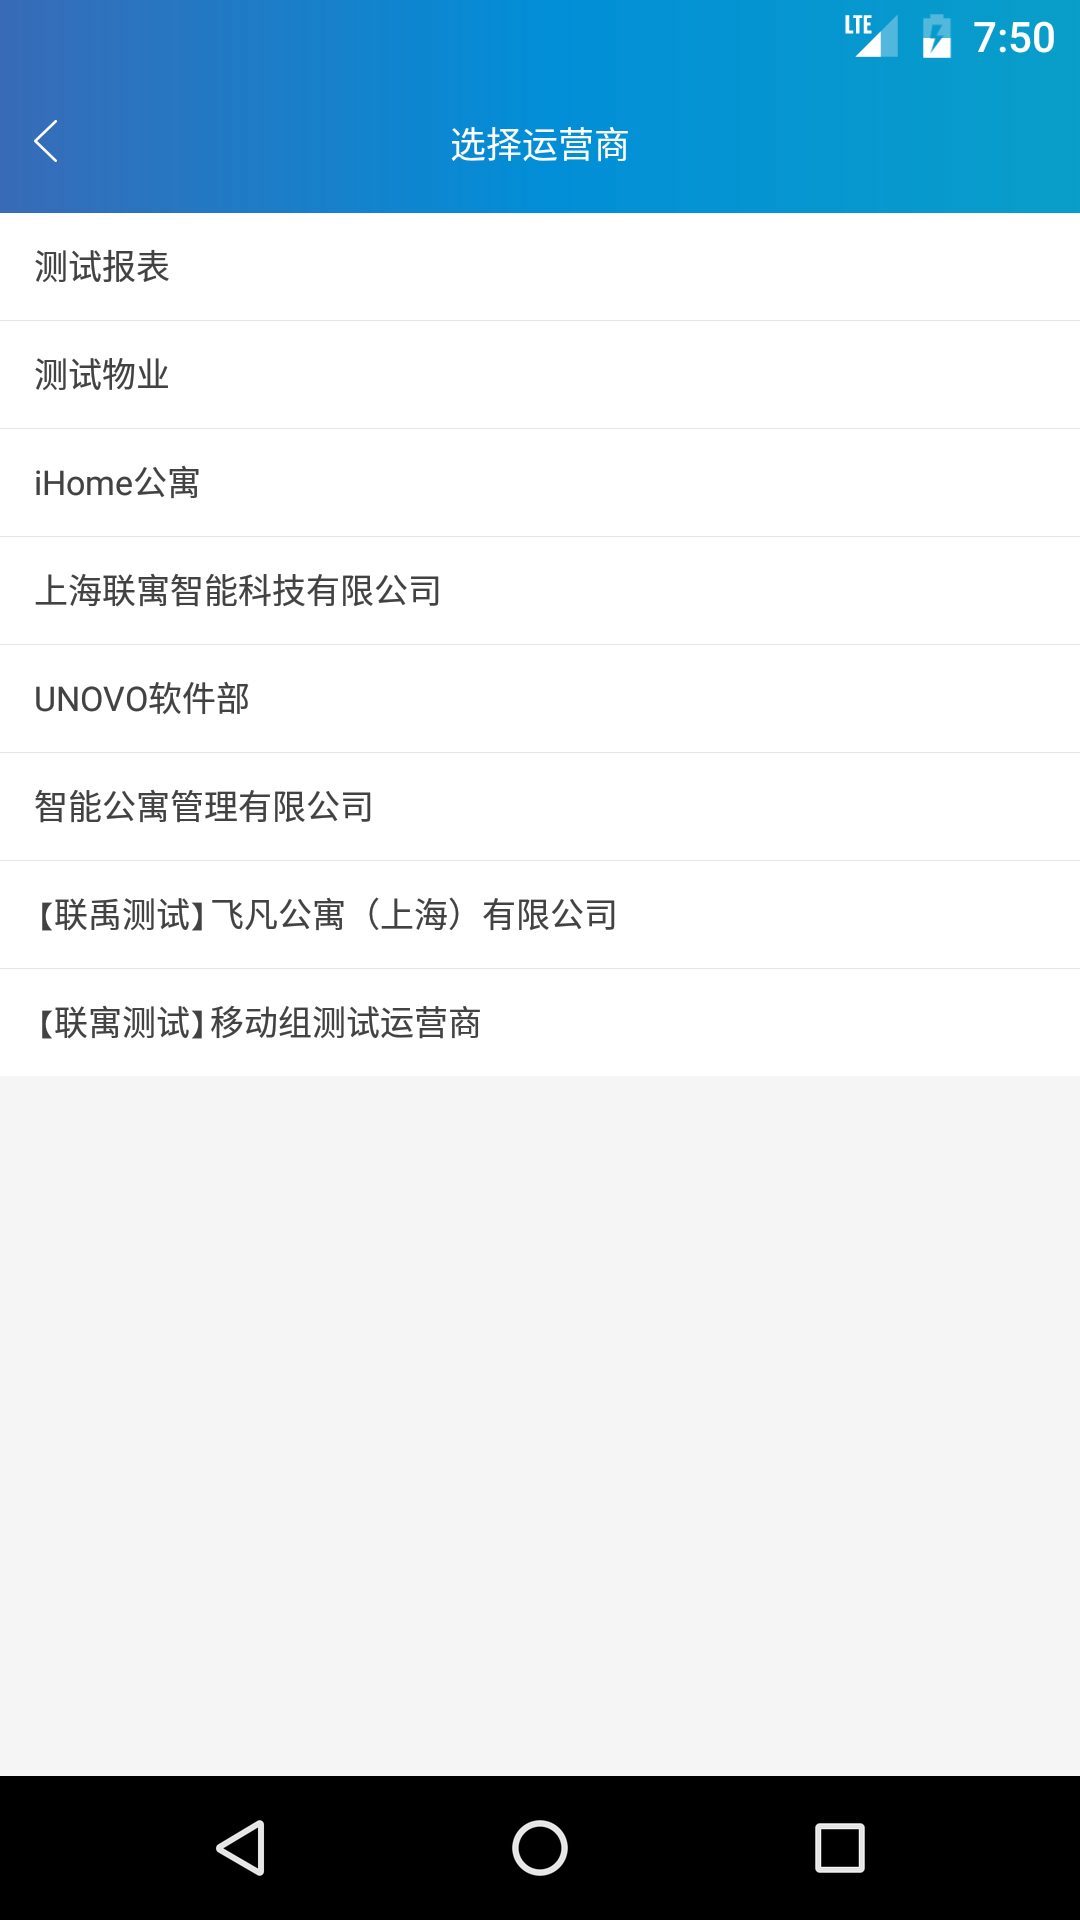 LTE 7:50
选择运营商
测试报表
测试物业
iHome公寓
上海联寓智能科技有限公司
UNOVO软件部
智能公寓管理有限公司
【联禹测试】飞凡公寓（上海）有限公司
【联寓测试】移动组测试运营商